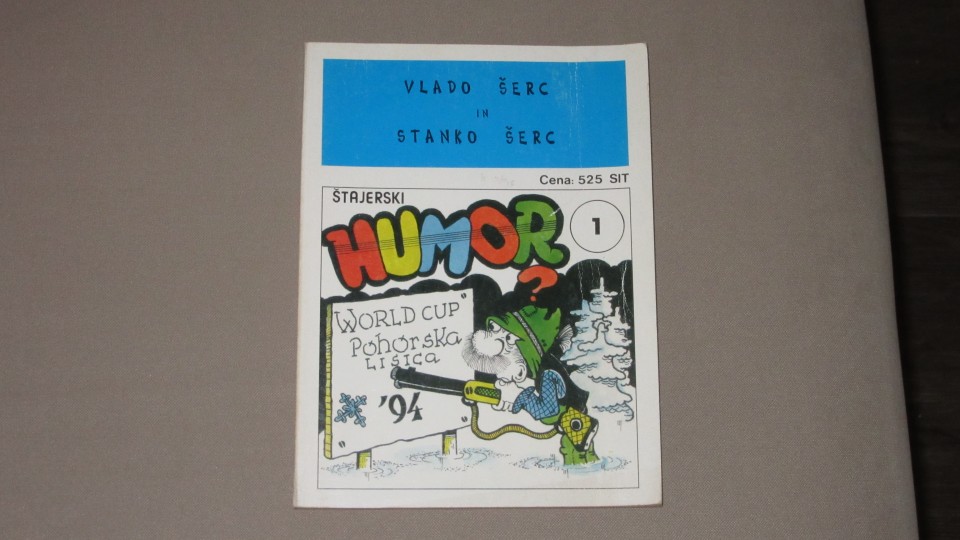 VLADO ŠERC
IN
STANKO ŠERC
Cena: 525 SIT
ŠTAJERSKI
HUMOR
1
?
"WORLD CUP"
POHORSKA
LISICA
'94